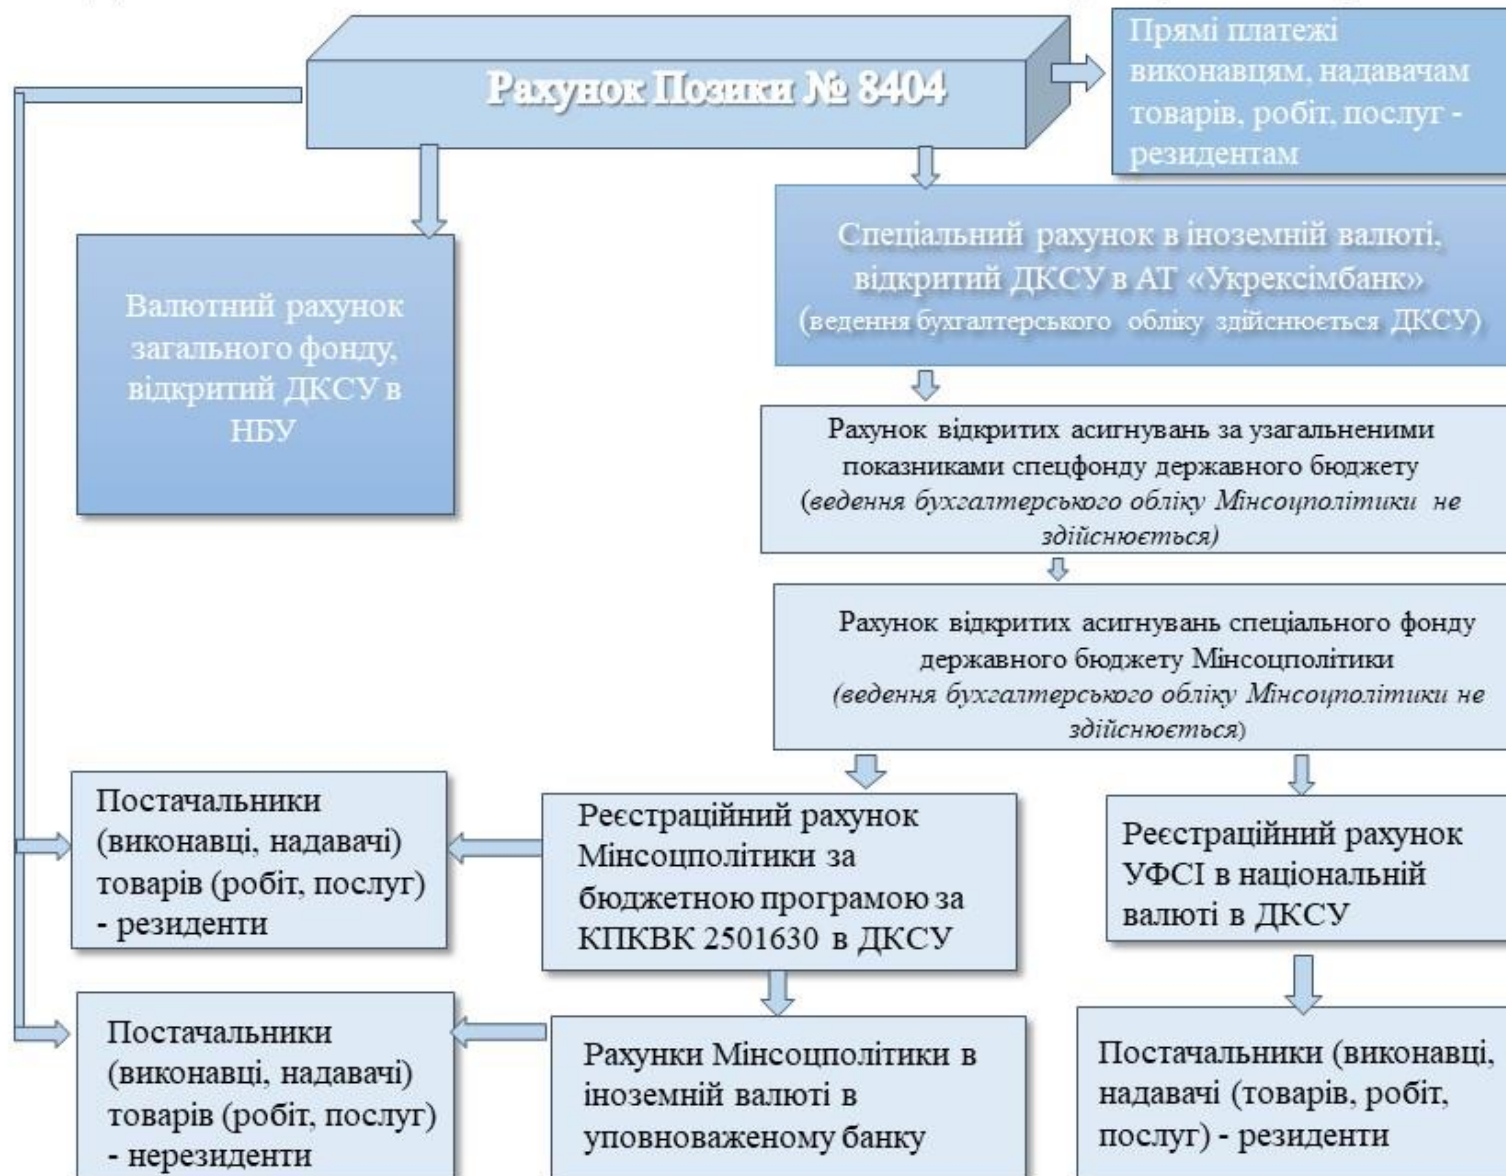 Рахунок Позики № 8404
Прямі платежі
виконавцям, надавачам
товарів, робіт, послуг -
резидентам
Валютний рахунок
загального фонду,
відкритий ДКСУ в
НБУ
Спеціальний рахунок в іноземній валюті,
відкритий ДКСУ в АТ «Укрексімбанк»
(ведення бухгалтерського обліку здійснюється ДКСУ)
Рахунок відкритих асигнувань за узагальненими
показниками спецфонду державного бюджету
(ведення бухгалтерського обліку Мінсоцполітики не
здійснюється)
Рахунок відкритих асигнувань спеціального фонду
державного бюджету Мінсоцполітики
(ведення бухгалтерського обліку Мінсоцполітики не
здійснюється)
Постачальники
(виконавці, надавачі)
товарів (робіт, послуг)
- резиденти
Реєстраційний рахунок
Мінсоцполітики за
бюджетною програмою за
КПКВК 2501630 в ДКСУ
Реєстраційний рахунок
УФСІ в національній
валюті в ДКСУ
Постачальники
(виконавці, надавачі)
товарів (робіт, послуг)
- нерезиденти
Рахунки Мінсоцполітики в
іноземній валюті в
уповноваженому банку
Постачальники (виконавці,
надавачі (товарів, робіт,
послуг) - резиденти